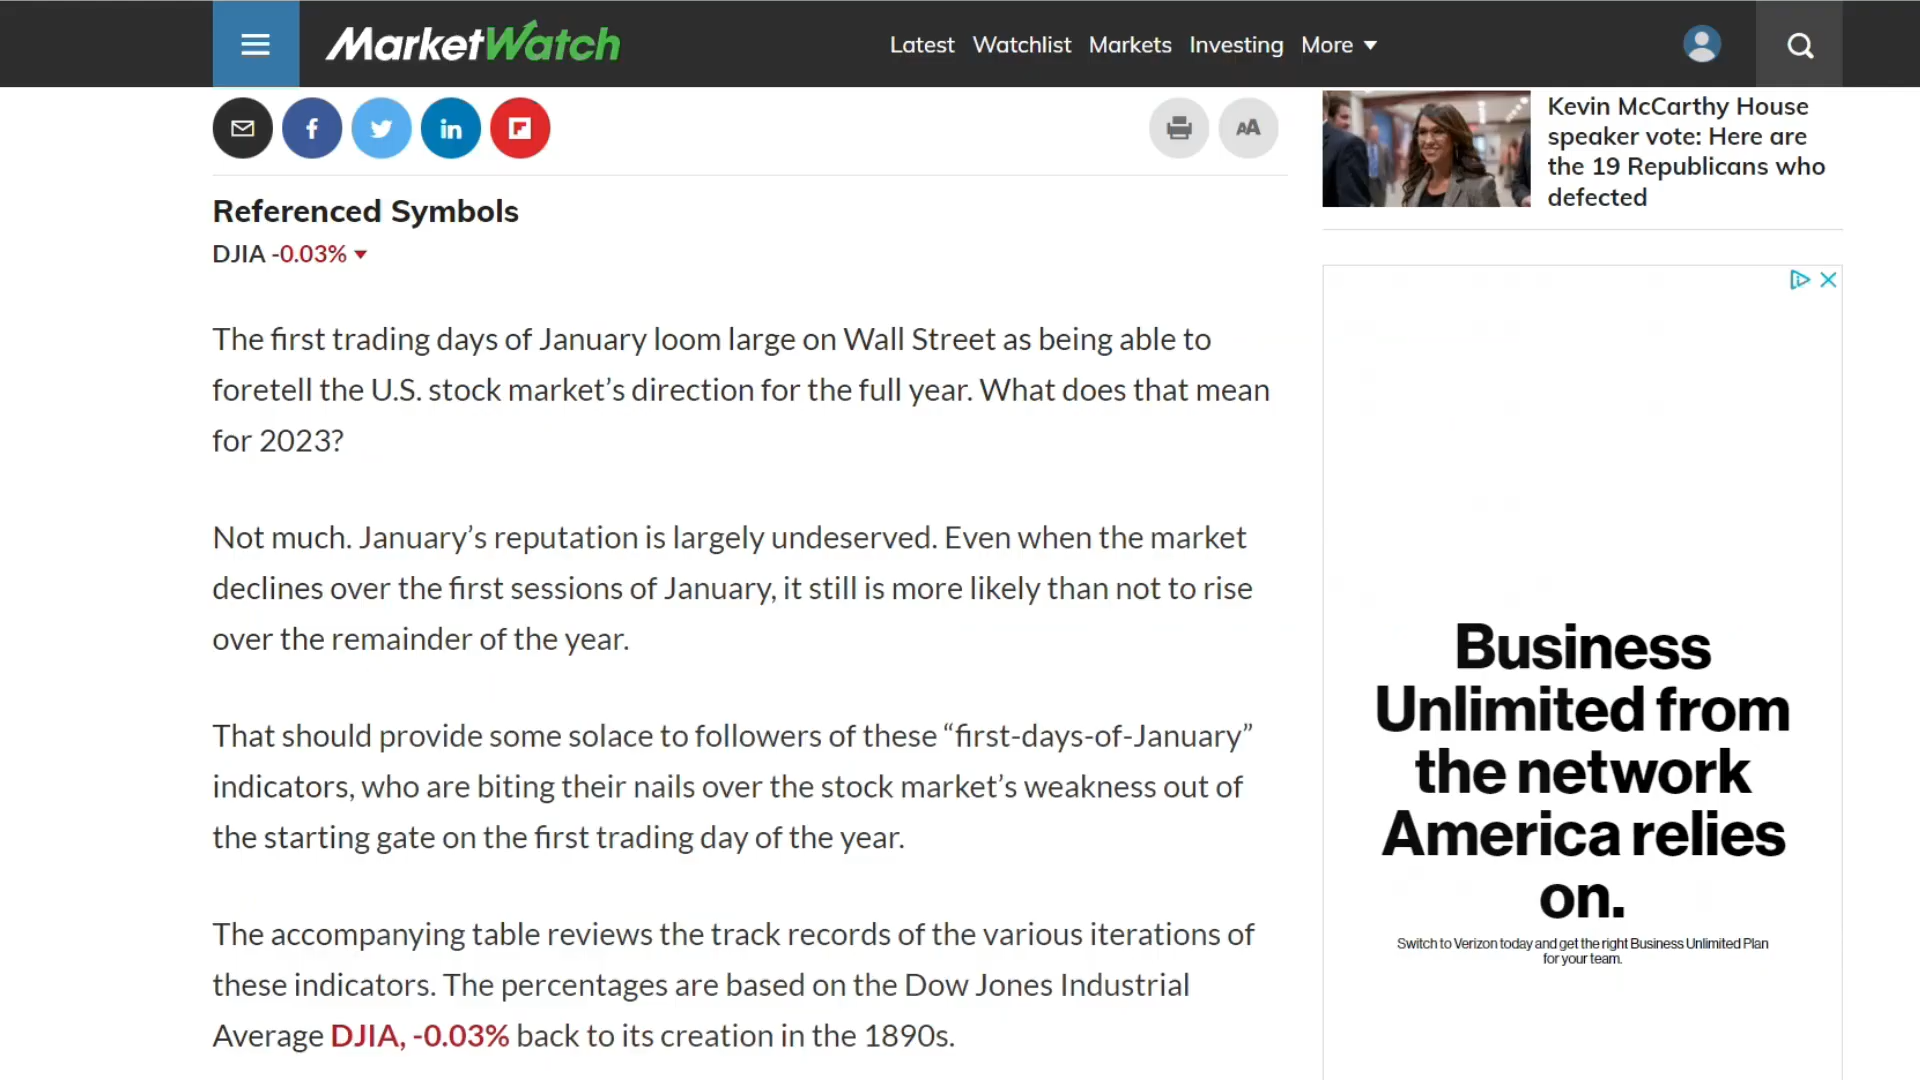 MarketWatch
Latest Watchlist Markets Investing More
f in
AA
Referenced Symbols
DJIA -0.03%
The first trading days of January loom large on Wall Street as being able to
foretell the U.S. stock market’s direction for the full year. What does that mean
for 2023?
Not much. January’s reputation is largely undeserved. Even when the market
declines over the first sessions of January, it still is more likely than not to rise
over the remainder of the year.
That should provide some solace to followers of these “first-days-of-January”
indicators, who are biting their nails over the stock market’s weakness out of
the starting gate on the first trading day of the year.
The accompanying table reviews the track records of the various iterations of
these indicators. The percentages are based on the Dow Jones Industrial
Average DJIA, -0.03% back to its creation in the 1890s.
Kevin McCarthy House
speaker vote: Here are
the 19 Republicans who
defected
Business
Unlimited from
the network
America relies
on.
Switch to Verizon today and get the right Business Unlimited Plan
for your team.